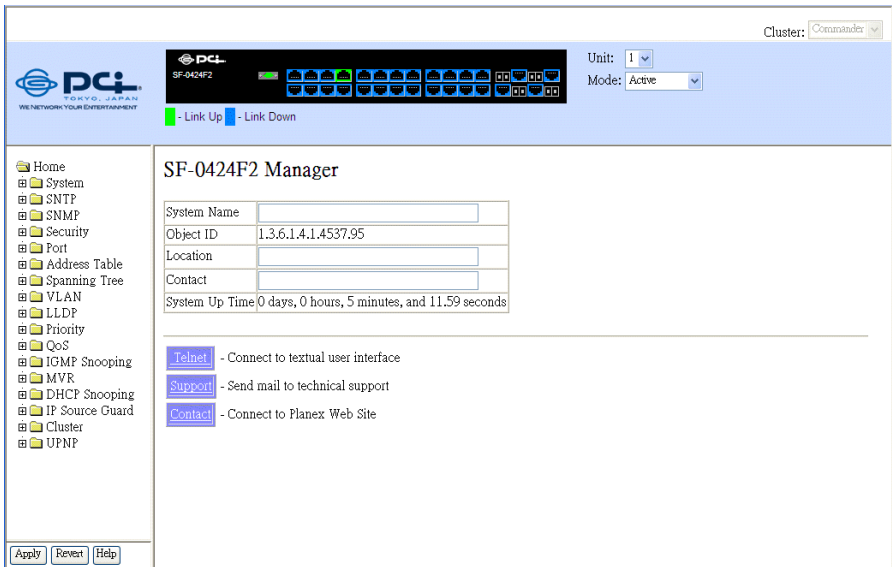 Cluster: Commander
PCi
TOKYO, JAPAN
WE NETWORK YOUR ENTERTAINMENT
PCi
SF-0424F2
- Link Up - Link Down
Unit: 1
Mode: Active
Home
System
SNTP
SNMP
Security
Port
Address Table
Spanning Tree
VLAN
LLDP
Priority
QoS
IGMP Snooping
MVR
DHCP Snooping
IP Source Guard
Cluster
UPNP
Apply Revert Help
SF-0424F2 Manager
System Name
Object ID 1.3.6.1.4.1.4537.95
Location
Contact
System Up Time 0 days, 0 hours, 5 minutes, and 11.59 seconds
Telnet - Connect to textual user interface
Support - Send mail to technical support
Contact - Connect to Planex Web Site